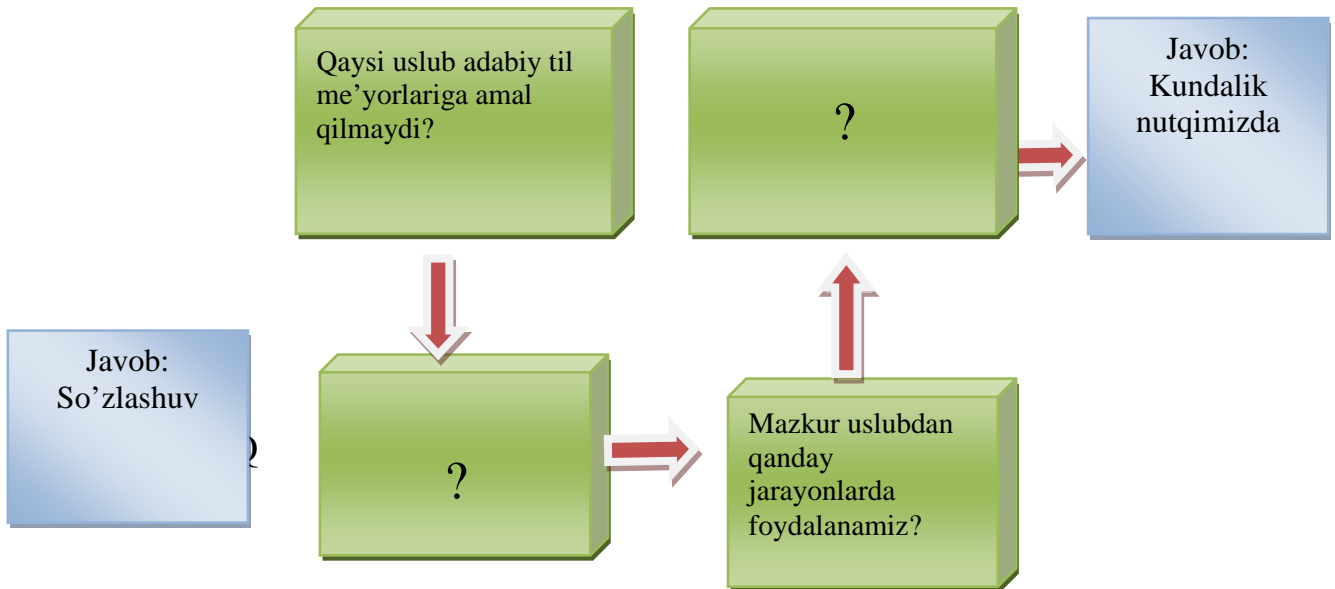 Qaysi uslub adabiy til
me’yorlariga amal
qilmaydi?
?
Javob:
Kundalik
nutqimizda
Javob:
So’zlashuv
Q
?
Mazkur uslubdan
qanday
jarayonlarda
foydalanamiz?